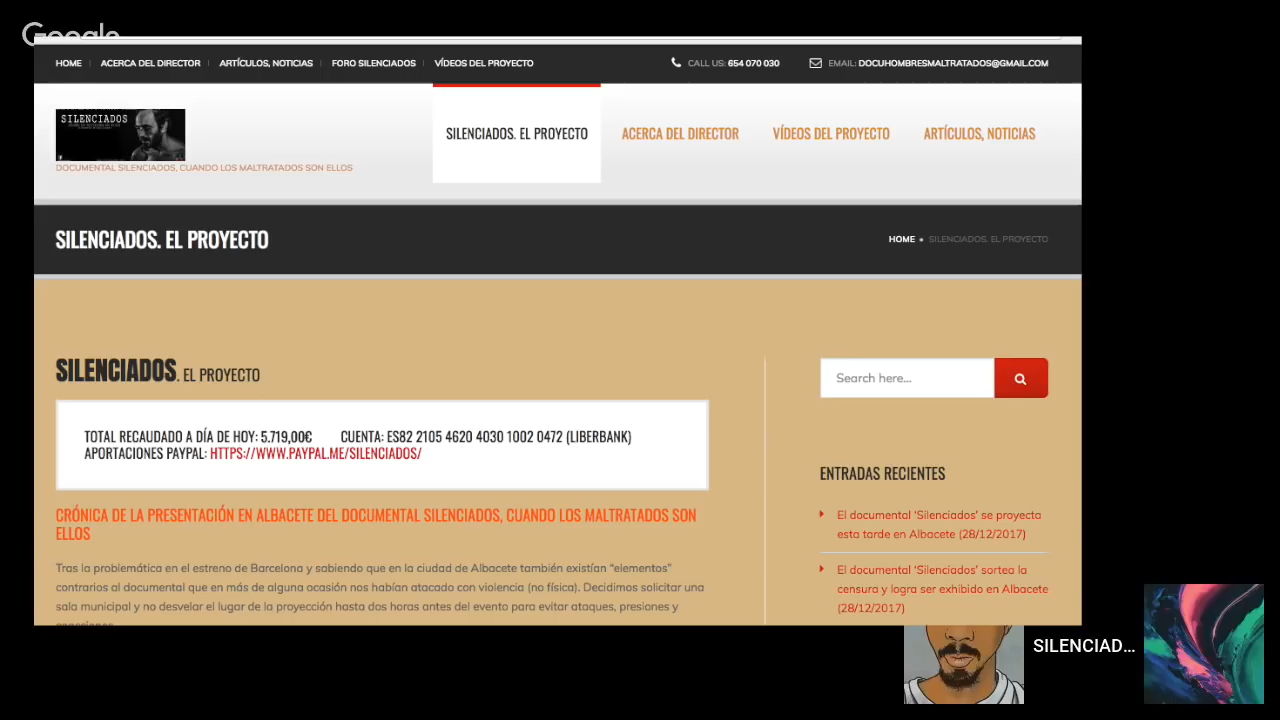 Google
HOME
ACERCA DEL DIRECTOR
ARTÍCULOS, NOTICIAS
FORO SILENCIADOS
VÍDEOS DEL PROYECTO
CALL US: 654 070 030
EMAIL: DOCUHOMBRESMALTRATADOS@GMAIL.COM
SILENCIADOS
DOCUMENTAL SILENCIADOS, CUANDO LOS MALTRATADOS SON ELLOS
SILENCIADOS. EL PROYECTO
ACERCA DEL DIRECTOR
VÍDEOS DEL PROYECTO
ARTÍCULOS, NOTICIAS
SILENCIADOS. EL PROYECTO
HOME
SILENCIADOS. EL PROYECTO
SILENCIADOS. EL PROYECTO
TOTAL RECAUDADO A DÍA DE HOY: 5.719,00€ CUENTA: ES82 2105 4620 4030 1002 0472 (LIBERBANK)
APORTACIONES PAYPAL: HTTPS://WWW.PAYPAL.ME/SILENCIADOS/
CRÓNICA DE LA PRESENTACIÓN EN ALBACETE DEL DOCUMENTAL SILENCIADOS, CUANDO LOS MALTRATADOS SON
ELLOS
Tras la problemática en el estreno de Barcelona y sabiendo que en la ciudad de Albacete también existían “elementos”
contrarios al documental que en más de alguna ocasión nos habían atacado con violencia (no física). Decidimos solicitar una
sala municipal y no desvelar el lugar de la proyección hasta dos horas antes del evento para evitar ataques, presiones y
Search here...
ENTRADAS RECIENTES
El documental 'Silenciados' se proyecta
esta tarde en Albacete (28/12/2017)
El documental 'Silenciados' sortea la
censura y logra ser exhibido en Albacete
(28/12/2017)
SILENCIAD...